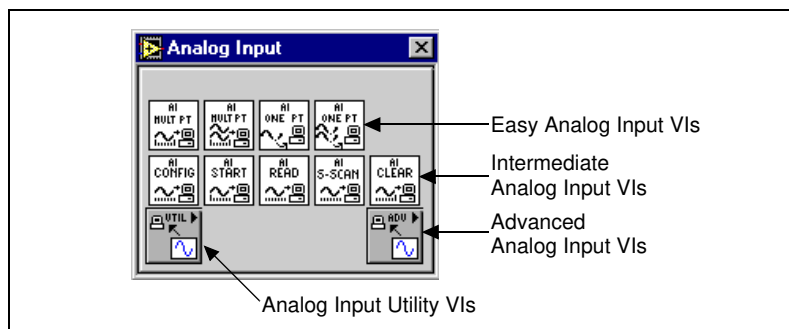 Analog Input
AI MULT PT
AI MULT PT
AI ONE PT
AI ONE PT
Easy Analog Input VIs
AI CONFIG
AI START
AI READ
AI S-SCAN
AI CLEAR
Intermediate
Analog Input VIs
UTIL
ADV
Advanced
Analog Input VIs
Analog Input Utility VIs